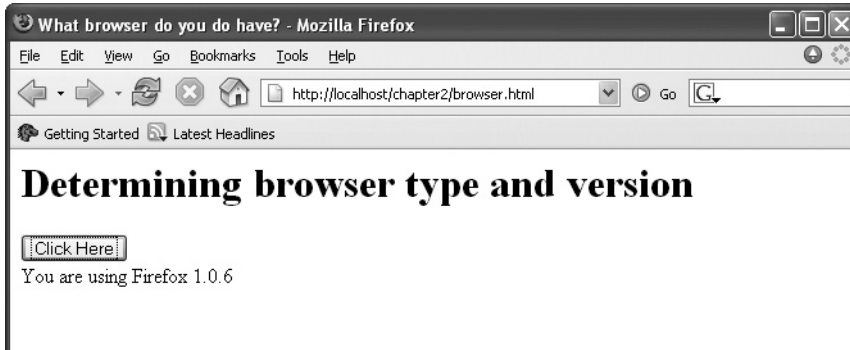 What browser do you do have? - Mozilla Firefox
File Edit View Go Bookmarks Tools Help
http://localhost/chapter2/browser.html Go G
Getting Started Latest Headlines
Determining browser type and version
Click Here
You are using Firefox 1.0.6